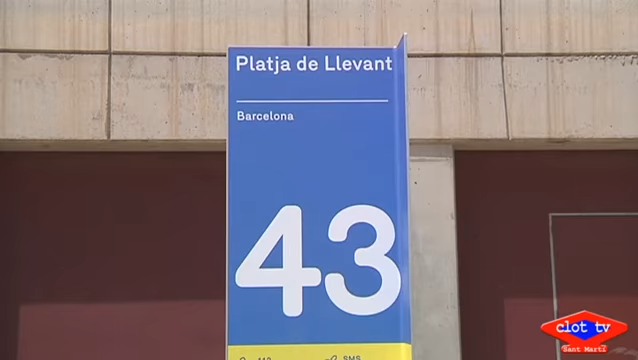 Platja de Llevant
Barcelona
43
SMS
clot tv
Sant Martí